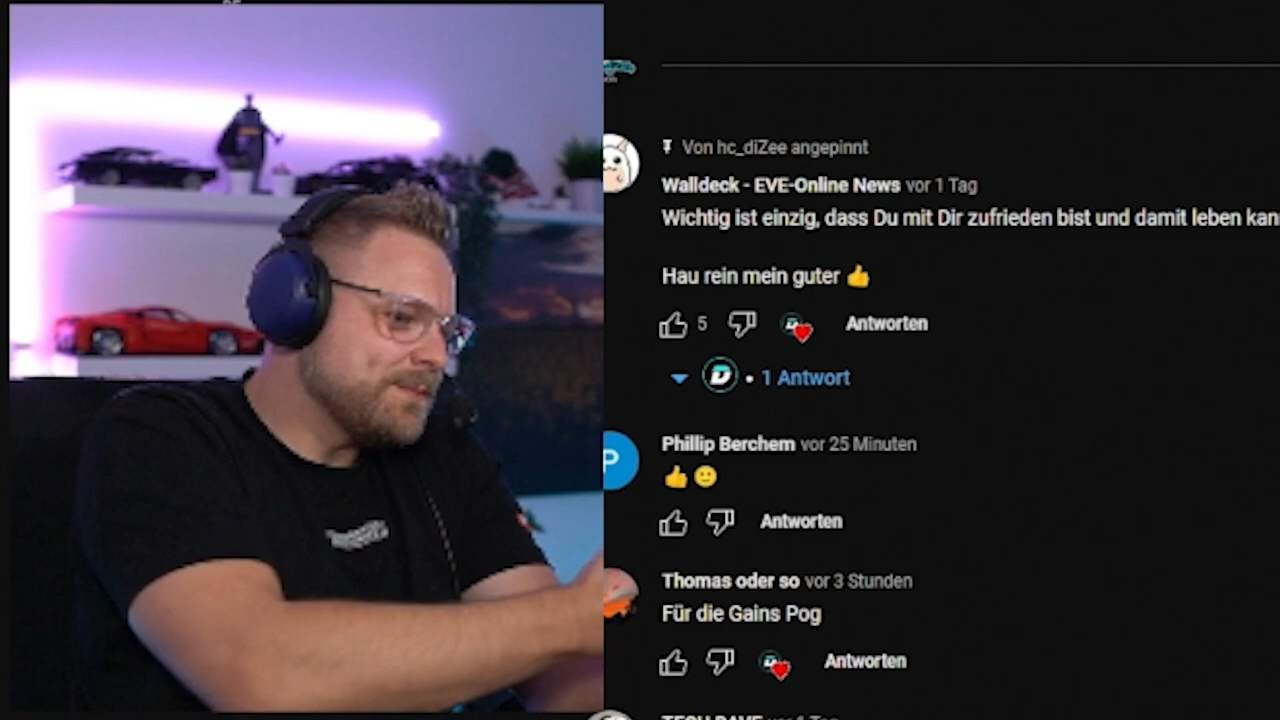 Von hc_diZee angepinnt
Walldeck - EVE-Online News vor 1 Tag
Wichtig ist einzig, dass Du mit Dir zufrieden bist und damit leben kan
Hau rein mein guter 👍
5
Antworten
• 1 Antwort
P
Phillip Berchem vor 25 Minuten
👍🙂
Antworten
Thomas oder so vor 3 Stunden
Für die Gains Pog
Antworten